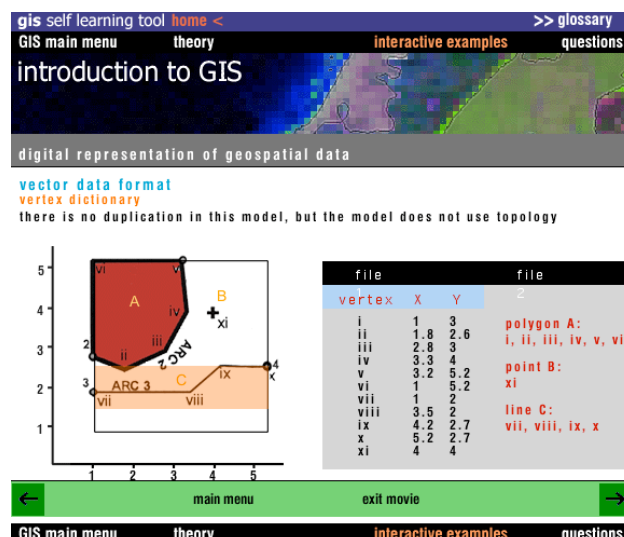 gis self learning tool home < >> glossary
GIS main menu theory interactive examples questions
introduction to GIS
digital representation of geospatial data
vector data format
vertex dictionary
there is no duplication in this model, but the model does not use topology
5
4
3
2
1
1 2 3 4 5
vi v
A
B
iv
xi
iii
ARC 2
2
ii
4
ix x
C
3
ARC 3
vii viii
file 1 file 2
vertex X Y
i 1 3
ii 1.8 2.6
iii 2.8 3
iv 3.3 4
v 3.2 5.2
vi 1 5.2
vii 1 2
viii 3.5 2
ix 4.2 2.7
x 5.2 2.7
xi 4 4
polygon A:
i, ii, iii, iv, v, vi
point B:
xi
line C:
vii, viii, ix, x
← main menu exit movie →
GIS main menu theory interactive examples questions